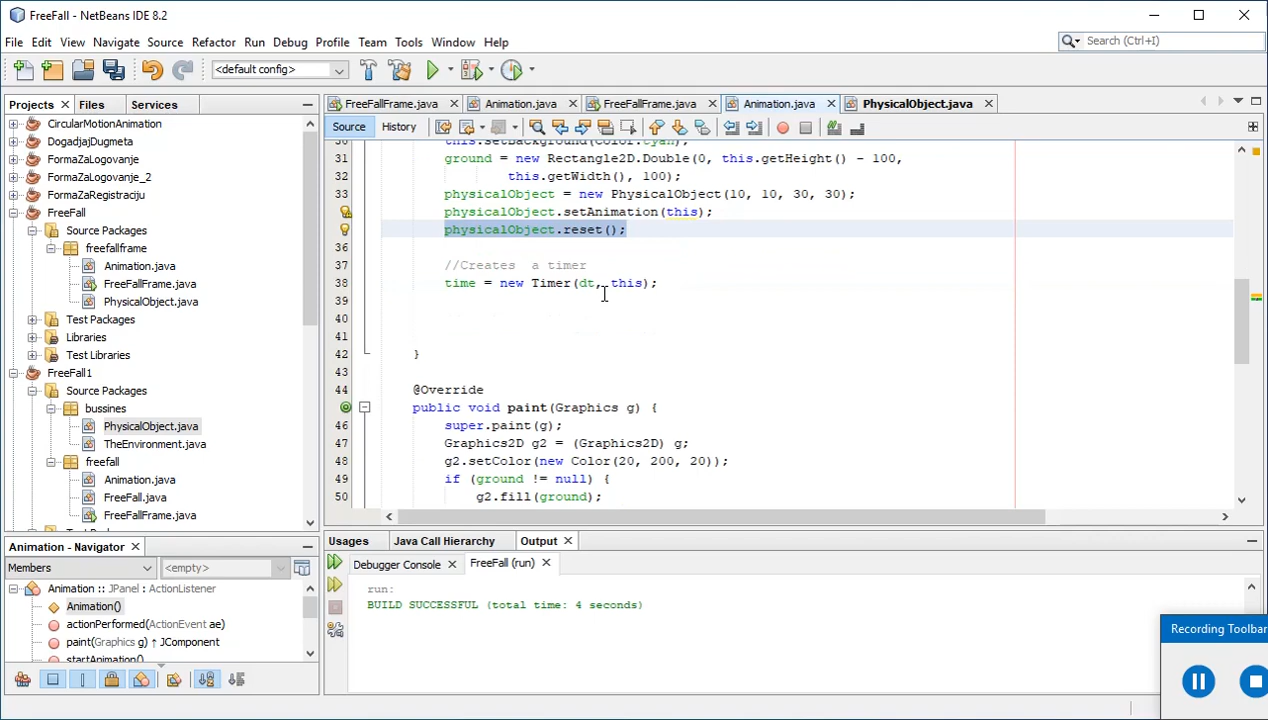 FreeFall - NetBeans IDE 8.2
File Edit View Navigate Source Refactor Run Debug Profile Team Tools Window Help
Search (Ctrl+I)
<default config>
Projects Files Services
FreeFallFrame.java Animation.java FreeFallFrame.java Animation.java PhysicalObject.java
Source History
CircularMotionAnimation
DogadjajDugmeta
FormaZaLogovanje
FormaZaLogovanje_2
FormaZaRegistraciju
FreeFall
Source Packages
freefallframe
Animation.java
FreeFallFrame.java
PhysicalObject.java
Test Packages
Libraries
Test Libraries
FreeFall1
Source Packages
bussines
PhysicalObject.java
TheEnvironment.java
freefall
Animation.java
FreeFall.java
FreeFallFrame.java
30 this.setBackground(Color.cyan);
31 ground = new Rectangle2D.Double(0, this.getHeight() - 100,
32 this.getWidth(), 100);
33 physicalObject = new PhysicalObject(10, 10, 30, 30);
physicalObject.setAnimation(this);
physicalObject.reset();
36
37 //Creates a timer
38 time = new Timer(dt, this);
39
40
41
42 }
43
44 @Override
public void paint(Graphics g) {
46 super.paint(g);
47 Graphics2D g2 = (Graphics2D) g;
48 g2.setColor(new Color(20, 200, 20));
49 if (ground != null) {
50 g2.fill(ground);
Animation - Navigator
Members <empty>
Animation :: JPanel : ActionListener
Animation()
actionPerformed(ActionEvent ae)
paint(Graphics g) ↑ JComponent
startAnimation()
Usages Java Call Hierarchy Output
Debugger Console FreeFall (run)
run:
BUILD SUCCESSFUL (total time: 4 seconds)
Recording Toolbar